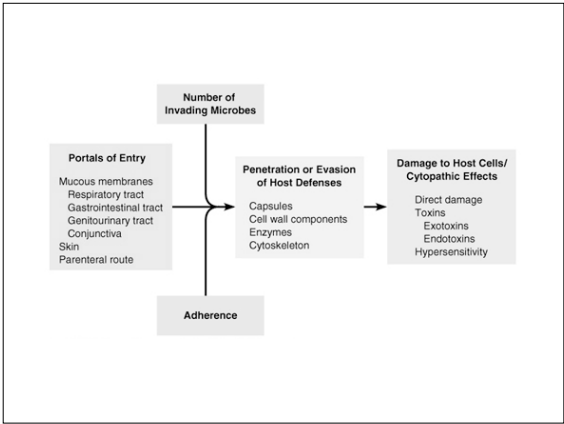 Number of
Invading Microbes
Portals of Entry
Mucous membranes
Respiratory tract
Gastrointestinal tract
Genitourinary tract
Conjunctiva
Skin
Parenteral route
Penetration or Evasion
of Host Defenses
Capsules
Cell wall components
Enzymes
Cytoskeleton
Damage to Host Cells/
Cytopathic Effects
Direct damage
Toxins
Exotoxins
Endotoxins
Hypersensitivity
Adherence